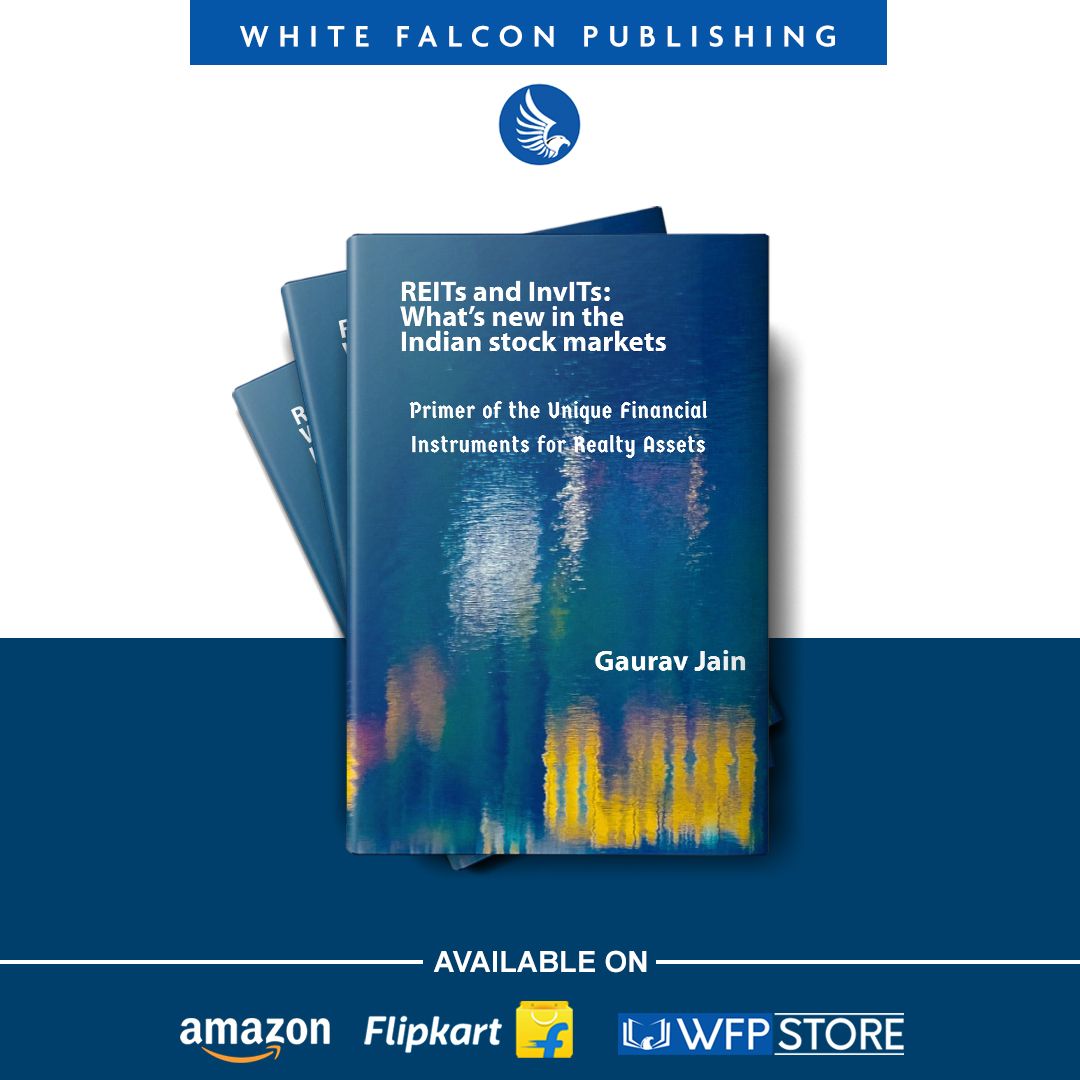 WHITE FALCON PUBLISHING
REITs and InvITs:
What's new in the
Indian stock markets
Primer of the Unique Financial
Instruments for Realty Assets
Gaurav Jain
AVAILABLE ON
amazon Flipkart f WFP STORE